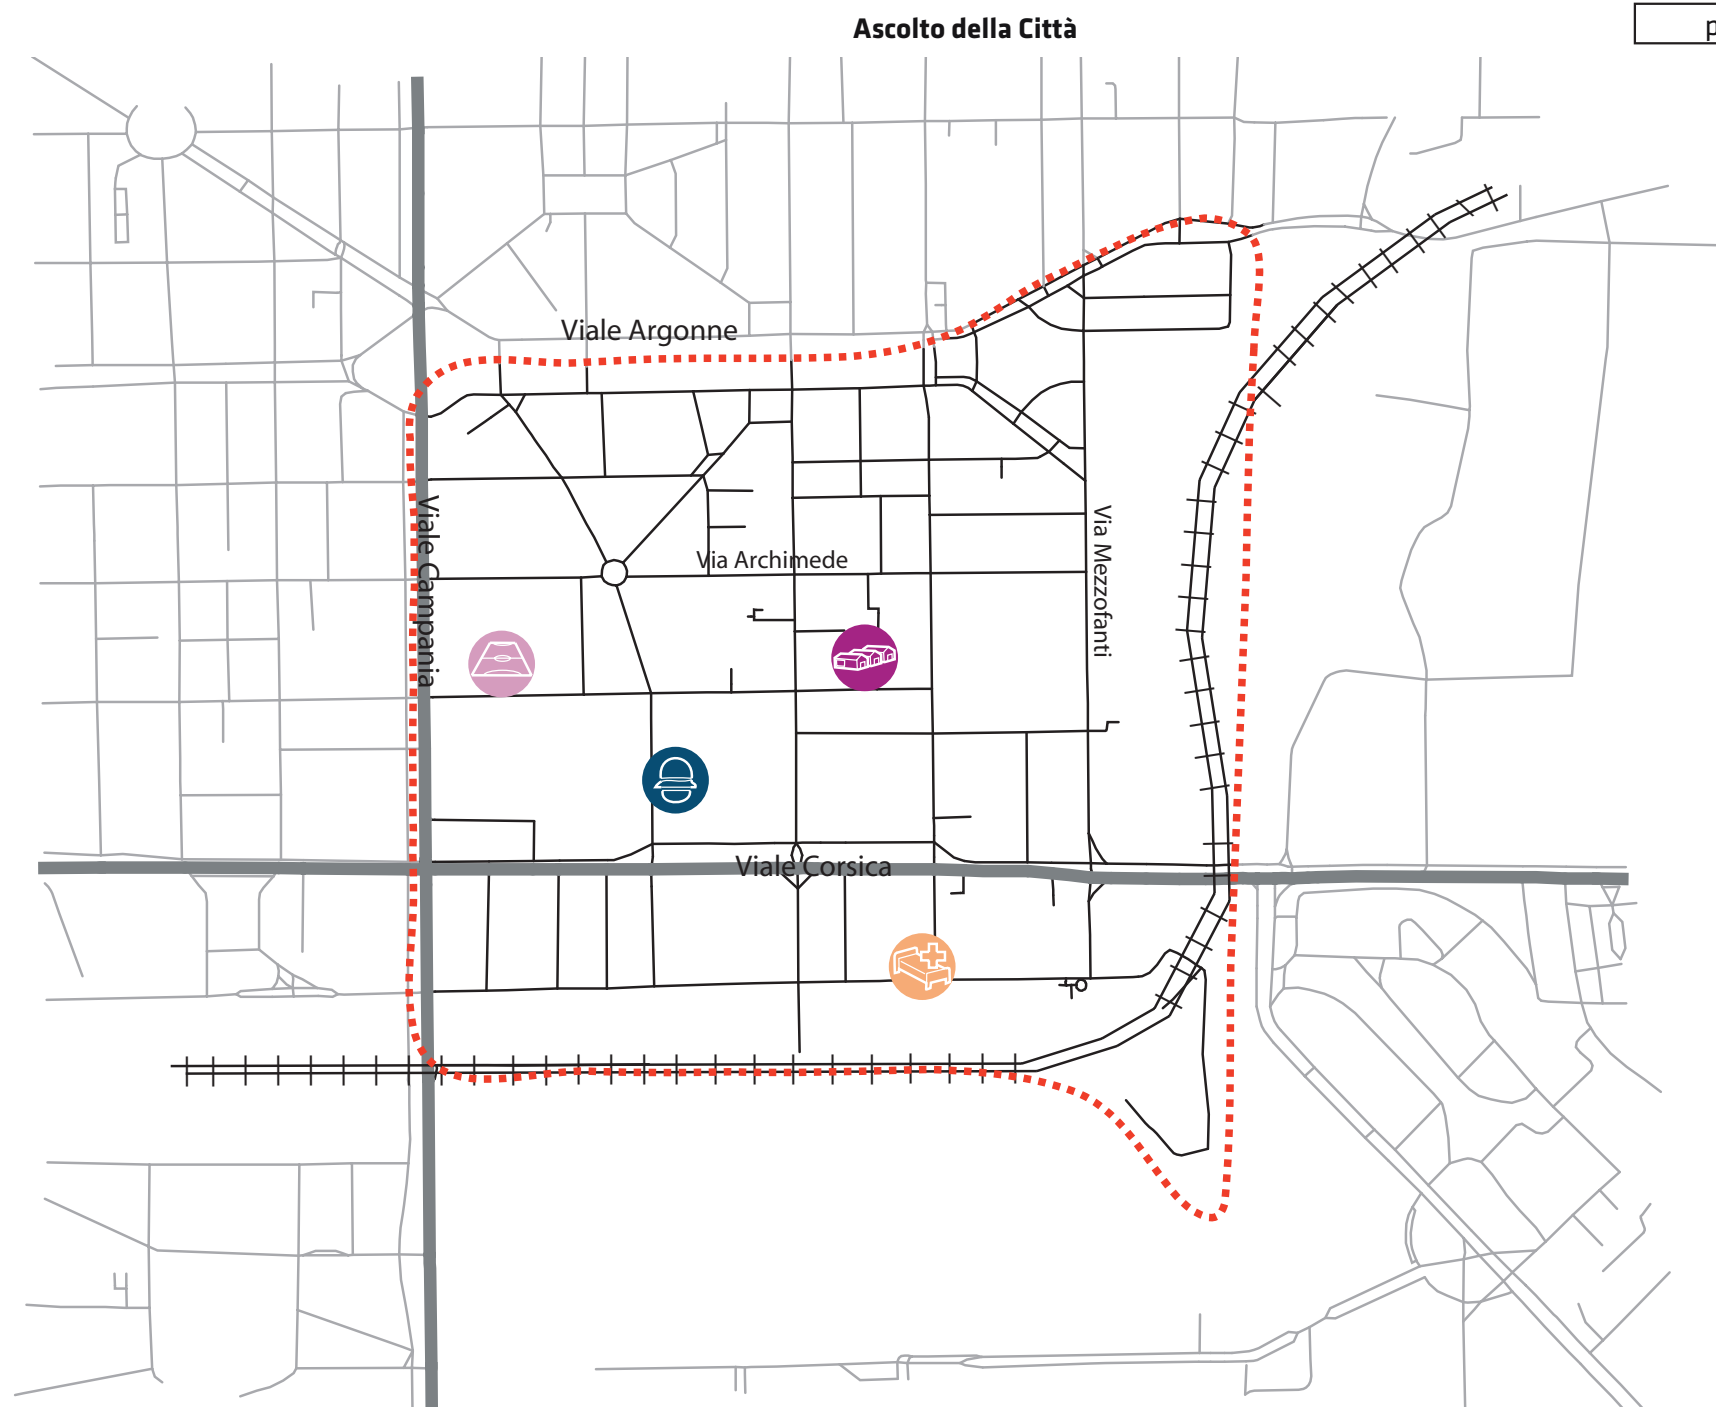 Ascolto della Città
Viale Argonne
Viale Campania
Via Archimede
Via Mezzofanti
Viale Corsica